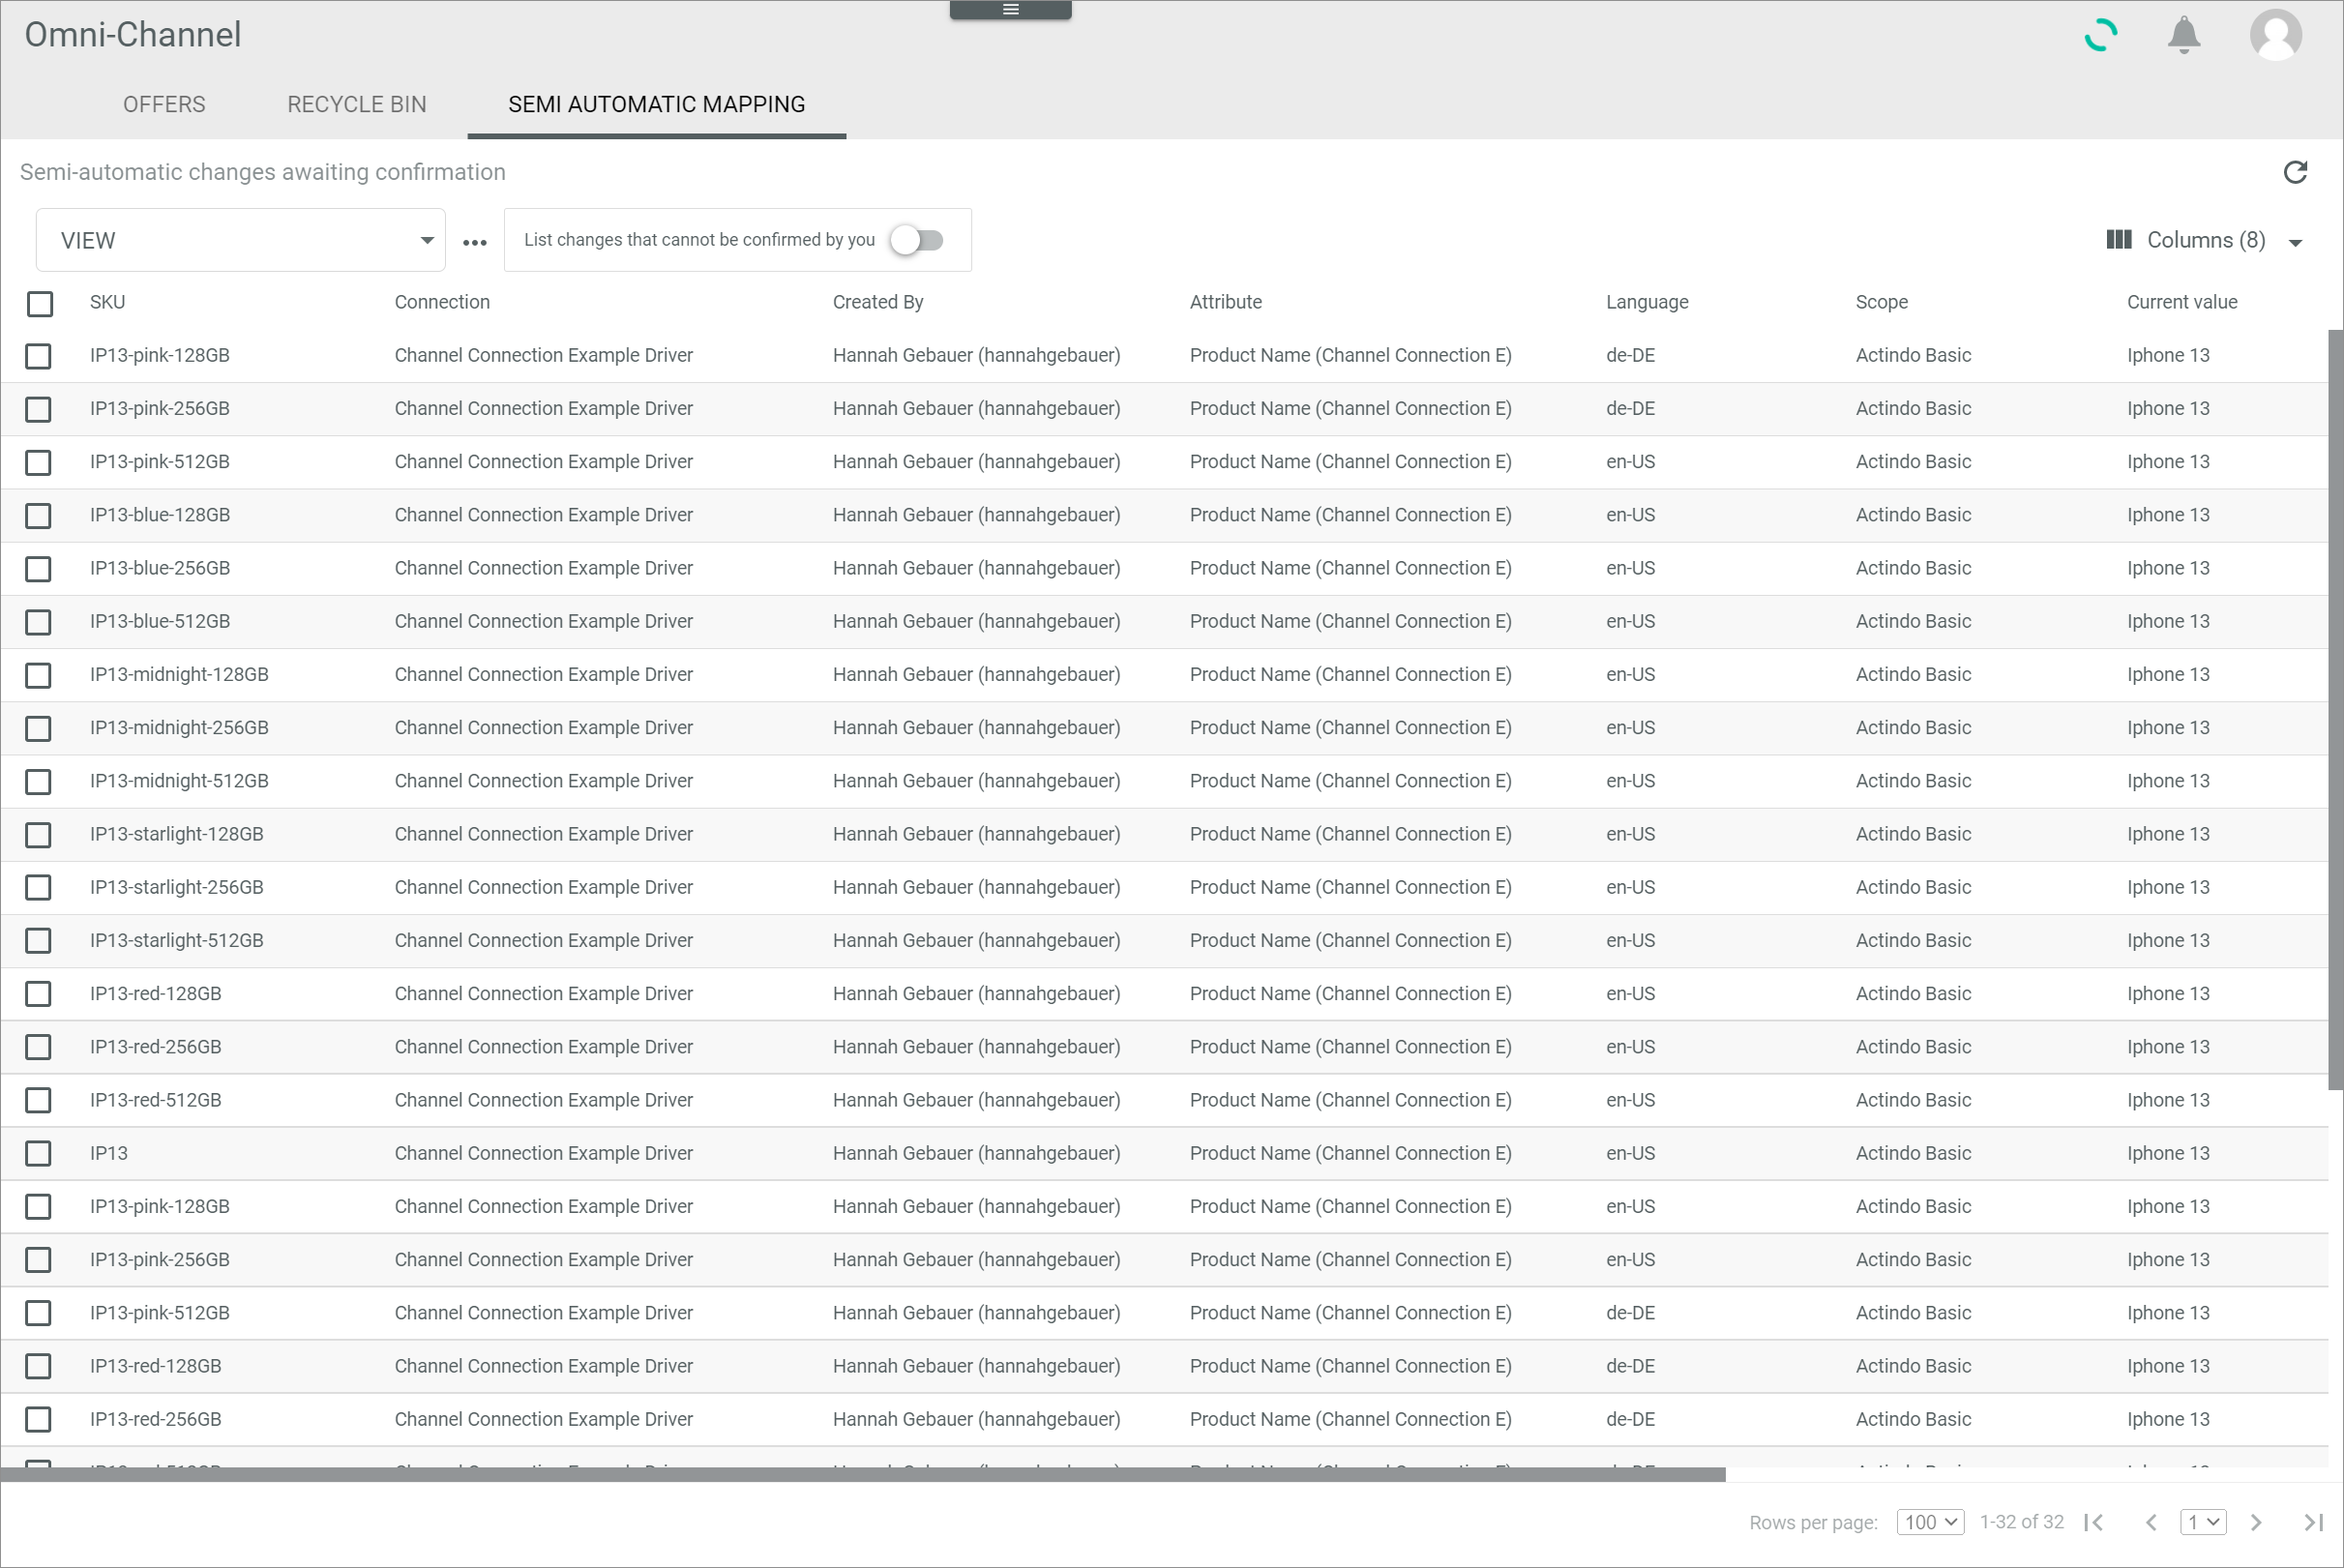 Omni-Channel
OFFERS RECYCLE BIN SEMI AUTOMATIC MAPPING
Semi-automatic changes awaiting confirmation
VIEW List changes that cannot be confirmed by you Columns (8)
SKU Connection Created By Attribute Language Scope Current value
IP13-pink-128GB Channel Connection Example Driver Hannah Gebauer (hannahgebauer) Product Name (Channel Connection E) de-DE Actindo Basic Iphone 13
IP13-pink-256GB Channel Connection Example Driver Hannah Gebauer (hannahgebauer) Product Name (Channel Connection E) de-DE Actindo Basic Iphone 13
IP13-pink-512GB Channel Connection Example Driver Hannah Gebauer (hannahgebauer) Product Name (Channel Connection E) en-US Actindo Basic Iphone 13
IP13-blue-128GB Channel Connection Example Driver Hannah Gebauer (hannahgebauer) Product Name (Channel Connection E) en-US Actindo Basic Iphone 13
IP13-blue-256GB Channel Connection Example Driver Hannah Gebauer (hannahgebauer) Product Name (Channel Connection E) en-US Actindo Basic Iphone 13
IP13-blue-512GB Channel Connection Example Driver Hannah Gebauer (hannahgebauer) Product Name (Channel Connection E) en-US Actindo Basic Iphone 13
IP13-midnight-128GB Channel Connection Example Driver Hannah Gebauer (hannahgebauer) Product Name (Channel Connection E) en-US Actindo Basic Iphone 13
IP13-midnight-256GB Channel Connection Example Driver Hannah Gebauer (hannahgebauer) Product Name (Channel Connection E) en-US Actindo Basic Iphone 13
IP13-midnight-512GB Channel Connection Example Driver Hannah Gebauer (hannahgebauer) Product Name (Channel Connection E) en-US Actindo Basic Iphone 13
IP13-starlight-128GB Channel Connection Example Driver Hannah Gebauer (hannahgebauer) Product Name (Channel Connection E) en-US Actindo Basic Iphone 13
IP13-starlight-256GB Channel Connection Example Driver Hannah Gebauer (hannahgebauer) Product Name (Channel Connection E) en-US Actindo Basic Iphone 13
IP13-starlight-512GB Channel Connection Example Driver Hannah Gebauer (hannahgebauer) Product Name (Channel Connection E) en-US Actindo Basic Iphone 13
IP13-red-128GB Channel Connection Example Driver Hannah Gebauer (hannahgebauer) Product Name (Channel Connection E) en-US Actindo Basic Iphone 13
IP13-red-256GB Channel Connection Example Driver Hannah Gebauer (hannahgebauer) Product Name (Channel Connection E) en-US Actindo Basic Iphone 13
IP13-red-512GB Channel Connection Example Driver Hannah Gebauer (hannahgebauer) Product Name (Channel Connection E) en-US Actindo Basic Iphone 13
IP13 Channel Connection Example Driver Hannah Gebauer (hannahgebauer) Product Name (Channel Connection E) en-US Actindo Basic Iphone 13
IP13-pink-128GB Channel Connection Example Driver Hannah Gebauer (hannahgebauer) Product Name (Channel Connection E) en-US Actindo Basic Iphone 13
IP13-pink-256GB Channel Connection Example Driver Hannah Gebauer (hannahgebauer) Product Name (Channel Connection E) en-US Actindo Basic Iphone 13
IP13-pink-512GB Channel Connection Example Driver Hannah Gebauer (hannahgebauer) Product Name (Channel Connection E) de-DE Actindo Basic Iphone 13
IP13-red-128GB Channel Connection Example Driver Hannah Gebauer (hannahgebauer) Product Name (Channel Connection E) de-DE Actindo Basic Iphone 13
IP13-red-256GB Channel Connection Example Driver Hannah Gebauer (hannahgebauer) Product Name (Channel Connection E) de-DE Actindo Basic Iphone 13
Rows per page: 100 1-32 of 32 1